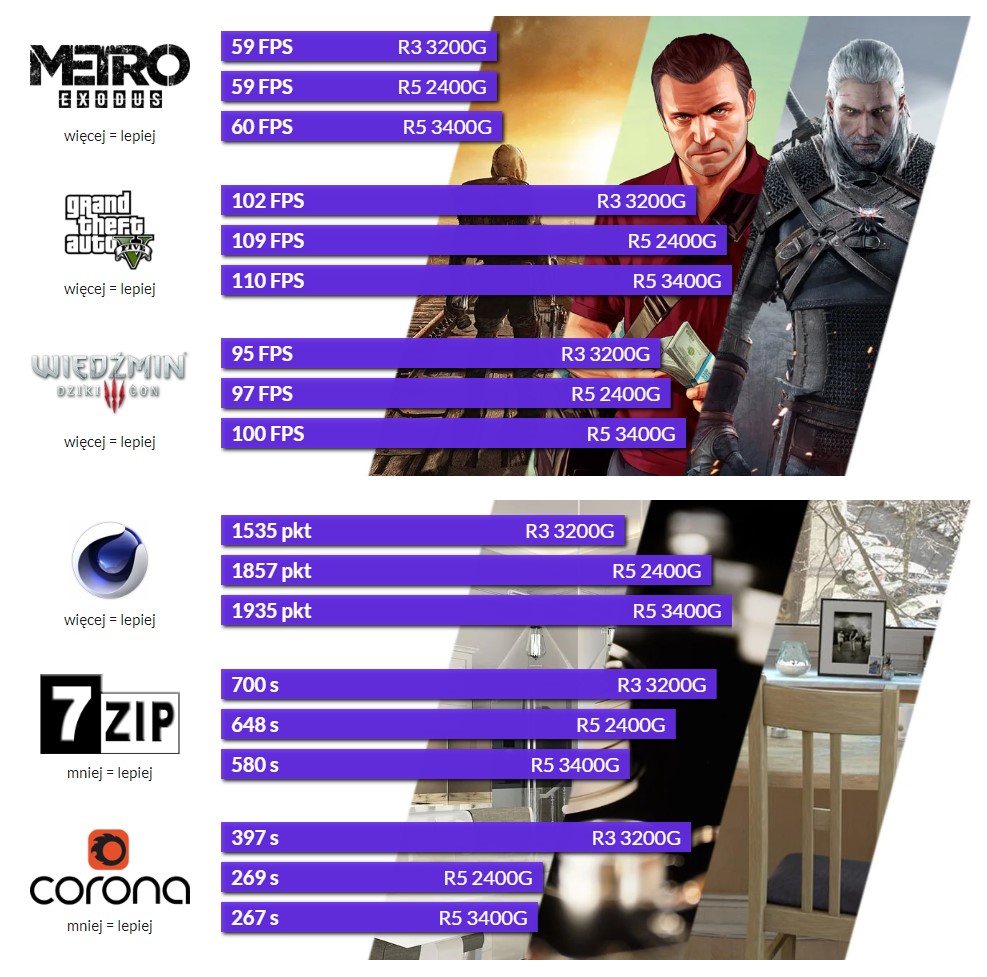 METRO
EXODUS
więcej = lepiej
59 FPS R3 3200G
59 FPS R5 2400G
60 FPS R5 3400G
grand
theft
auto V
FIVE
więcej = lepiej
102 FPS R3 3200G
109 FPS R5 2400G
110 FPS R5 3400G
WIEDŹMIN
DZIKI III GON
więcej = lepiej
95 FPS R3 3200G
97 FPS R5 2400G
100 FPS R5 3400G
więcej = lepiej
1535 pkt R3 3200G
1857 pkt R5 2400G
1935 pkt R5 3400G
7ZIP
mniej = lepiej
700 s R3 3200G
648 s R5 2400G
580 s R5 3400G
corona
mniej = lepiej
397 s R3 3200G
269 s R5 2400G
267 s R5 3400G